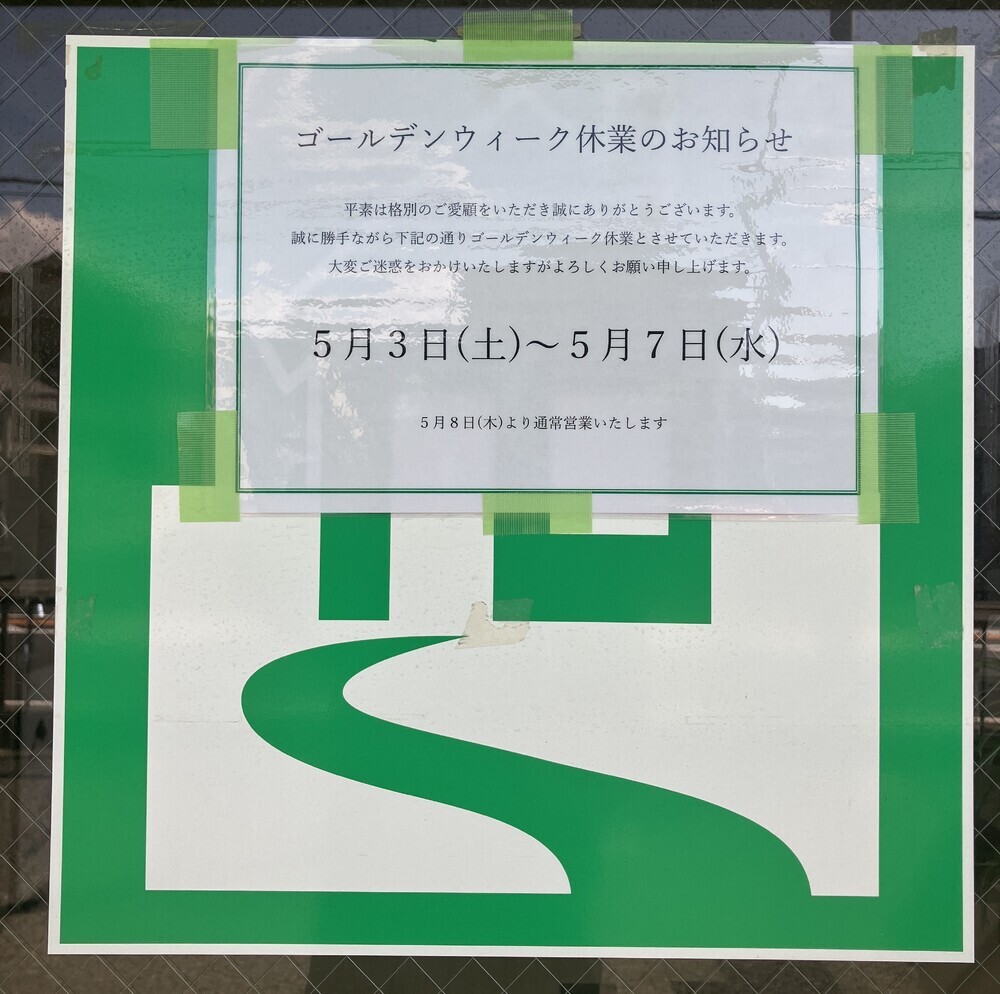 ゴールデンウィーク休業のお知らせ
平素は格別のご愛顧をいただき誠にありがとうございます。
誠に勝手ながら下記の通りゴールデンウィーク休業とさせていただきます。
大変ご迷惑をおかけいたしますがよろしくお願い申し上げます。
５月３日(土)～５月７日(水)
５月８日(木)より通常営業いたします